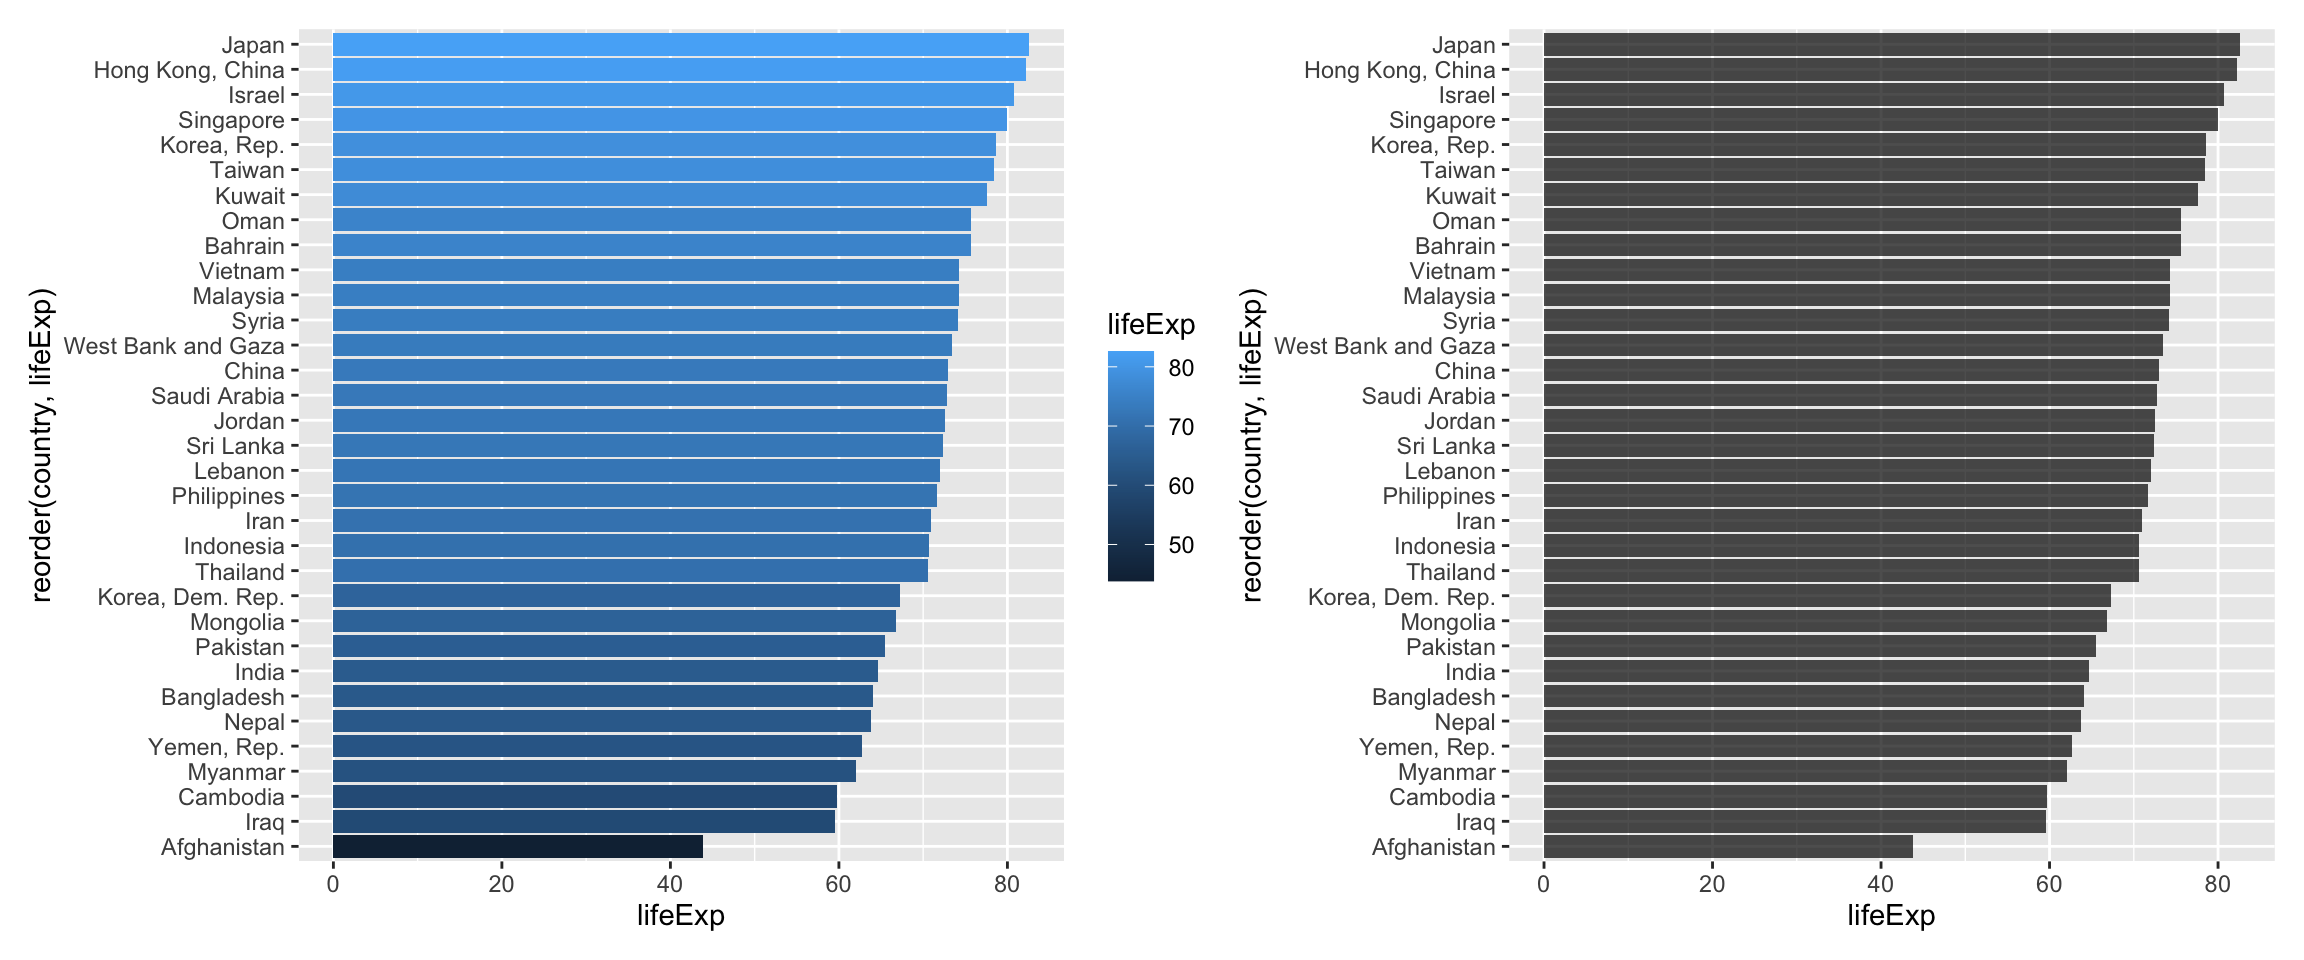 Japan
Hong Kong, China
Israel
Singapore
Korea, Rep.
Taiwan
Kuwait
Oman
Bahrain
Vietnam
Malaysia
Syria
West Bank and Gaza
China
Saudi Arabia
Jordan
Sri Lanka
Lebanon
Philippines
Iran
Indonesia
Thailand
Korea, Dem. Rep.
Mongolia
Pakistan
India
Bangladesh
Nepal
Yemen, Rep.
Myanmar
Cambodia
Iraq
Afghanistan
reorder(country, lifeExp)
0 20 40 60 80
lifeExp
lifeExp
80
70
60
50
Japan
Hong Kong, China
Israel
Singapore
Korea, Rep.
Taiwan
Kuwait
Oman
Bahrain
Vietnam
Malaysia
Syria
West Bank and Gaza
China
Saudi Arabia
Jordan
Sri Lanka
Lebanon
Philippines
Iran
Indonesia
Thailand
Korea, Dem. Rep.
Mongolia
Pakistan
India
Bangladesh
Nepal
Yemen, Rep.
Myanmar
Cambodia
Iraq
Afghanistan
reorder(country, lifeExp)
0 20 40 60 80
lifeExp